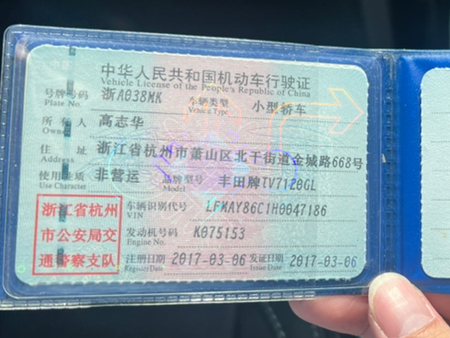 中华人民共和国机动车行驶证
Vehicle License of the People's Republic of China
号牌号码 浙A038MK 车辆类型 小型轿车
Plate No. Vehicle Type
所有人 高志华
Owner
住址 浙江省杭州市萧山区北干街道金城路668号
Address
使用性质 非营运 品牌型号 丰田牌TV7120GL
Use Character Model
浙江省杭州
市公安局交
通警察支队
车辆识别代号 LFMAY86C1H0047186
VIN
发动机号码 K075153
Engine No.
注册日期 2017-03-06 发证日期 2017-03-06
Register Date Issue Date